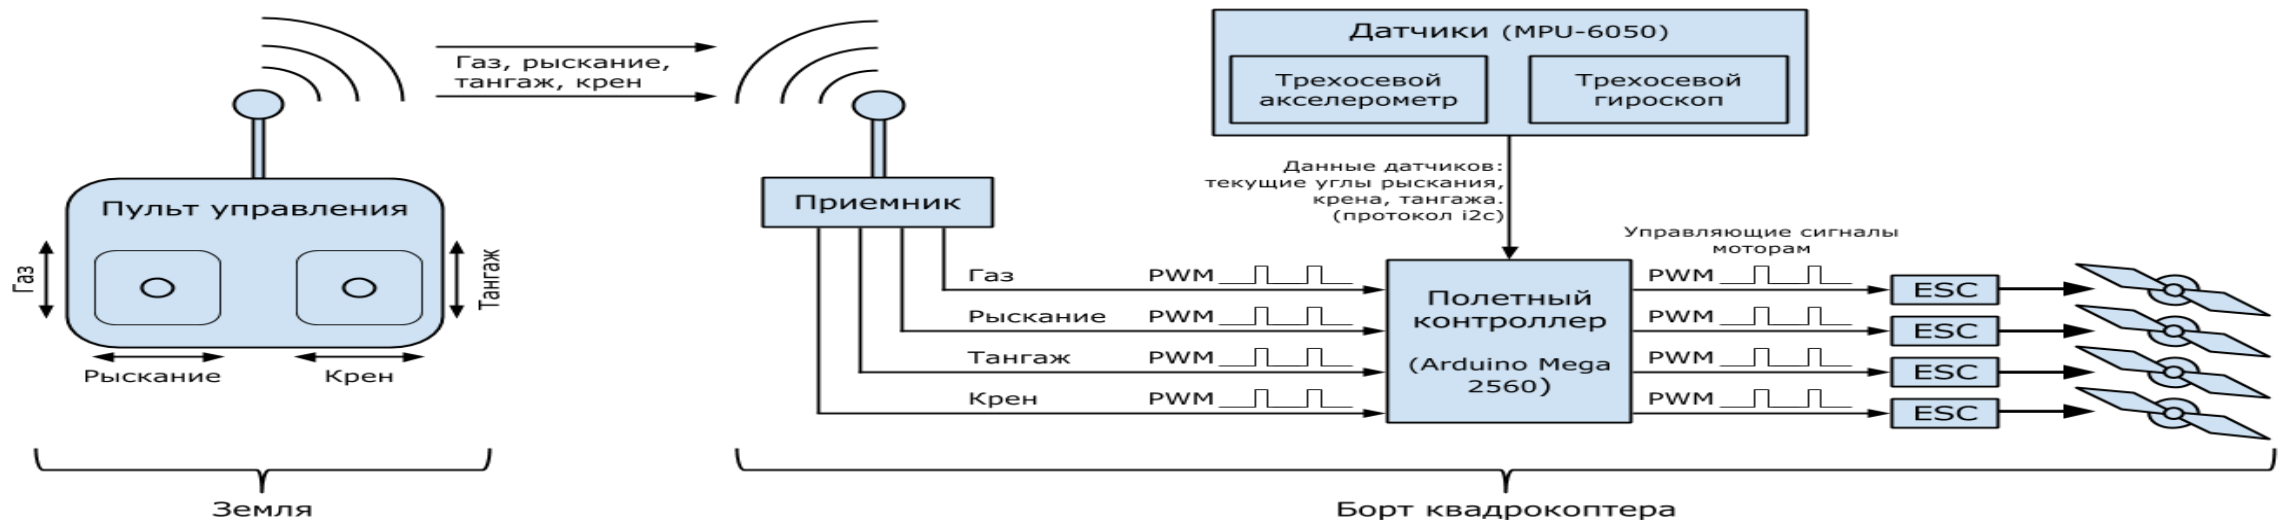 Газ, рыскание,
тангаж, крен
Пульт управления
Газ
Тангаж
Рыскание
Крен
Земля
Приемник
Датчики (MPU-6050)
Трехосевой
акселерометр
Трехосевой
гироскоп
Данные датчиков:
текущие углы рыскания,
крена, тангажа.
(протокол i2c)
Газ
PWM
Рыскание
PWM
Тангаж
PWM
Крен
PWM
Полетный
контроллер
(Arduino Mega
2560)
Управляющие сигналы
моторам
PWM
ESC
PWM
ESC
PWM
ESC
PWM
ESC
Борт квадрокоптера